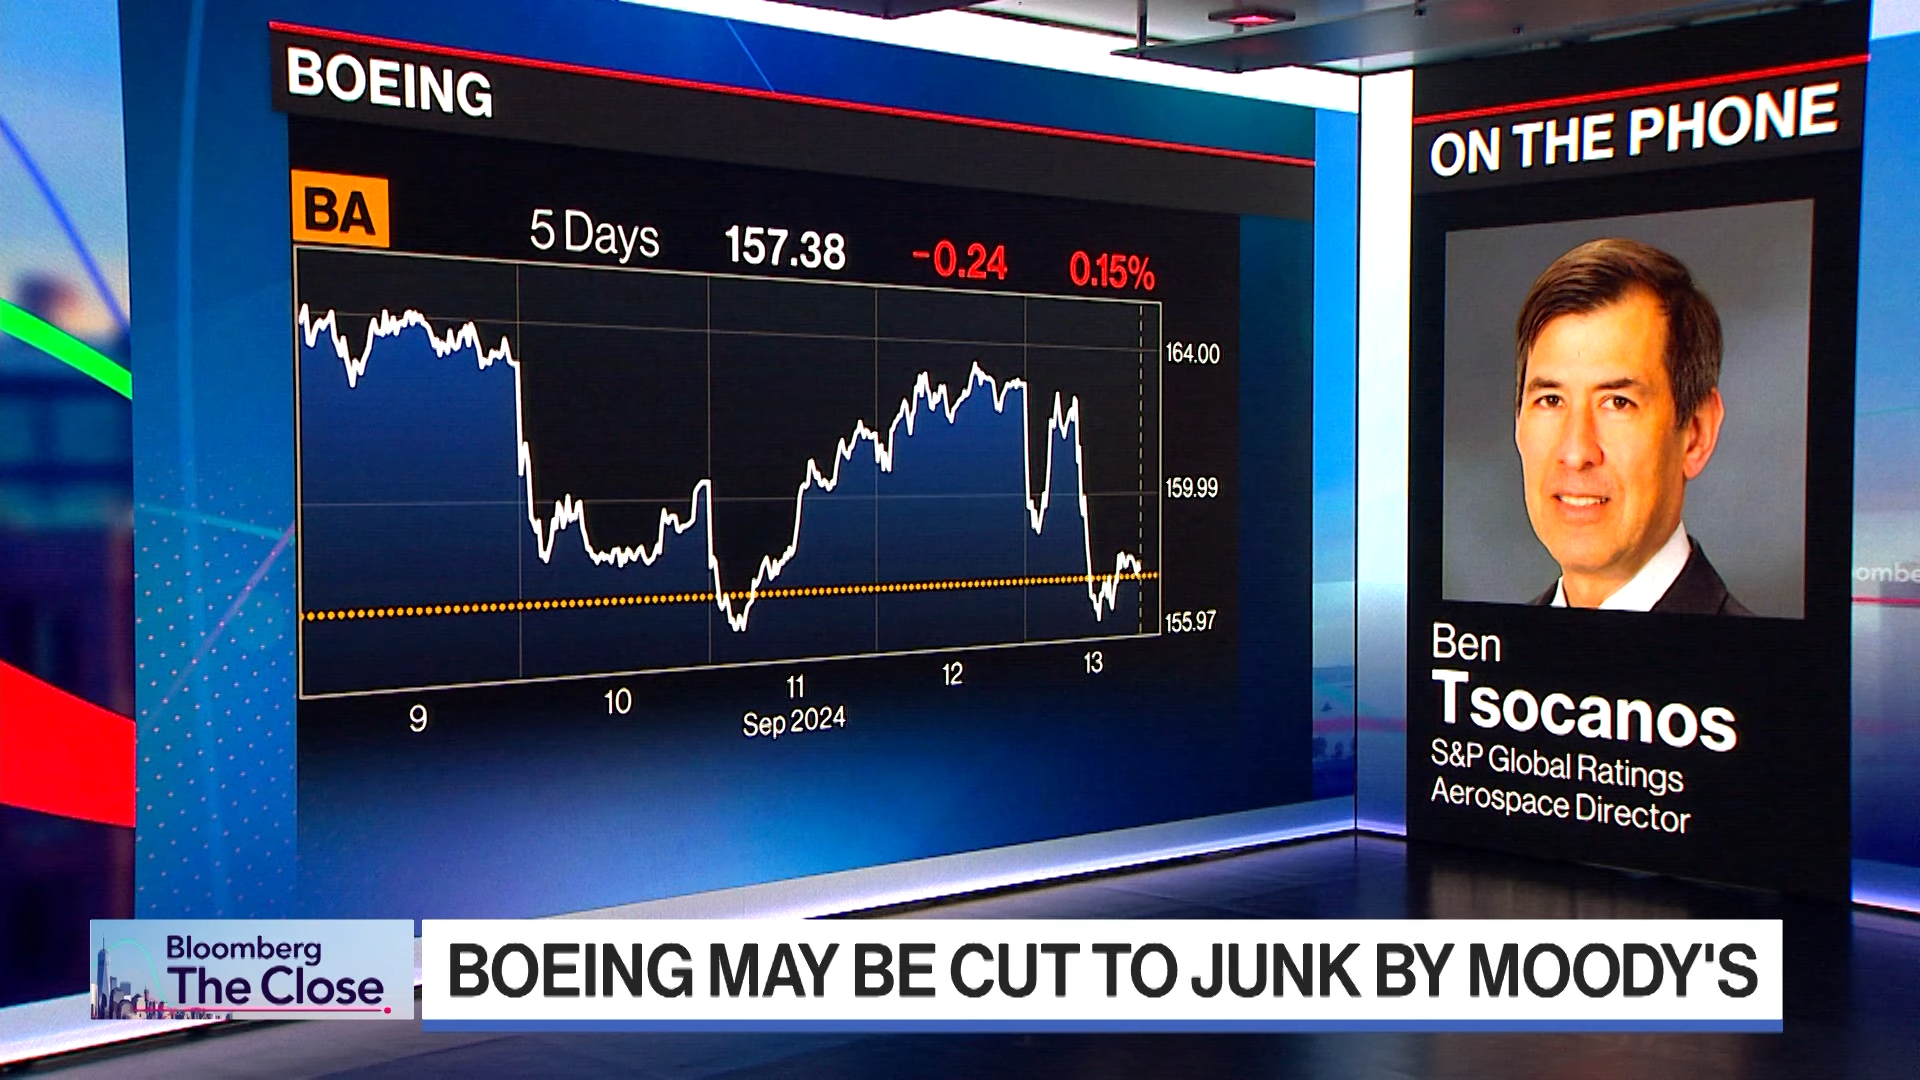 BOEING
BA
5 Days 157.38 -0.24 0.15%
164.00
159.99
155.97
9 10 11 12 13
Sep 2024
ON THE PHONE
Ben
Tsocanos
S&P Global Ratings
Aerospace Director
Bloomberg
The Close
BOEING MAY BE CUT TO JUNK BY MOODY'S